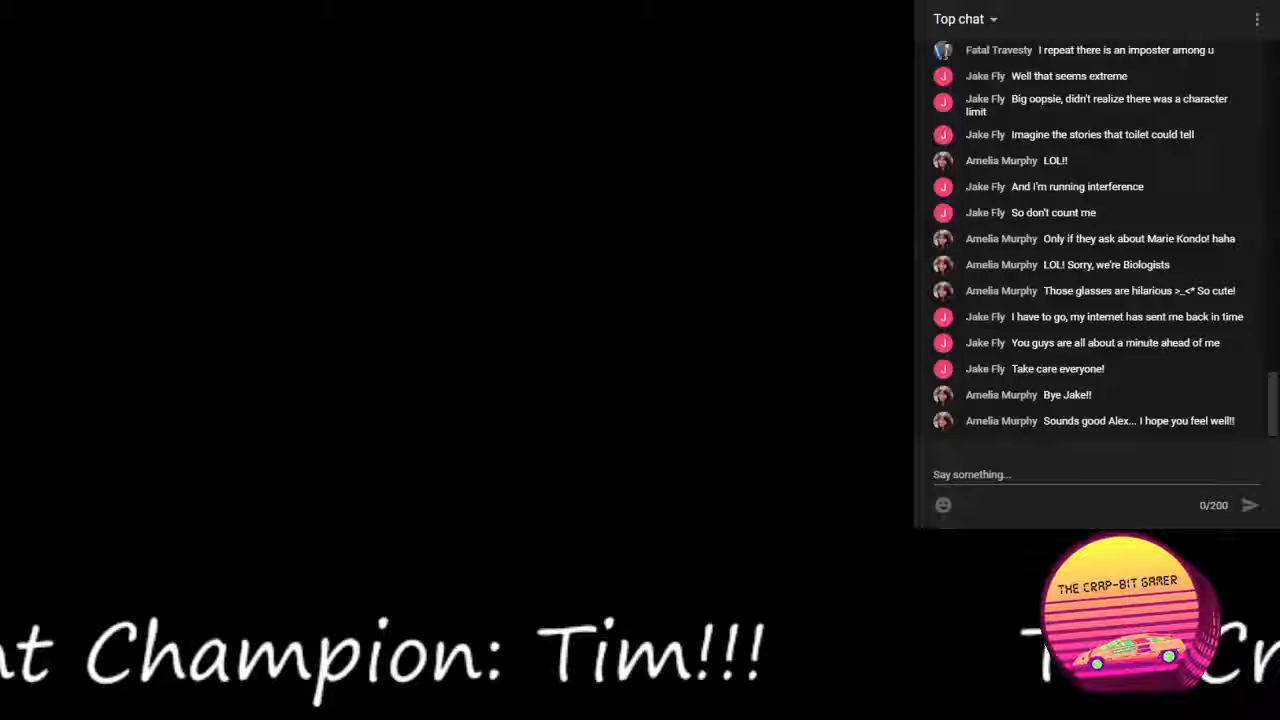 Top chat
Fatal Travesty I repeat there is an imposter among u
Jake Fly Well that seems extreme
Jake Fly Big oopsie, didn't realize there was a character
limit
Jake Fly Imagine the stories that toilet could tell
Amelia Murphy LOL!!
Jake Fly And I'm running interference
Jake Fly So don't count me
Amelia Murphy Only if they ask about Marie Kondo! haha
Amelia Murphy LOL! Sorry, we're Biologists
Amelia Murphy Those glasses are hilarious >_<* So cute!
Jake Fly I have to go, my internet has sent me back in time
Jake Fly You guys are all about a minute ahead of me
Jake Fly Take care everyone!
Amelia Murphy Bye Jake!!
Amelia Murphy Sounds good Alex... I hope you feel well!!
Say something...
0/200
THE CRAP-BIT GAMER
nt Champion: Tim!!! T Cr